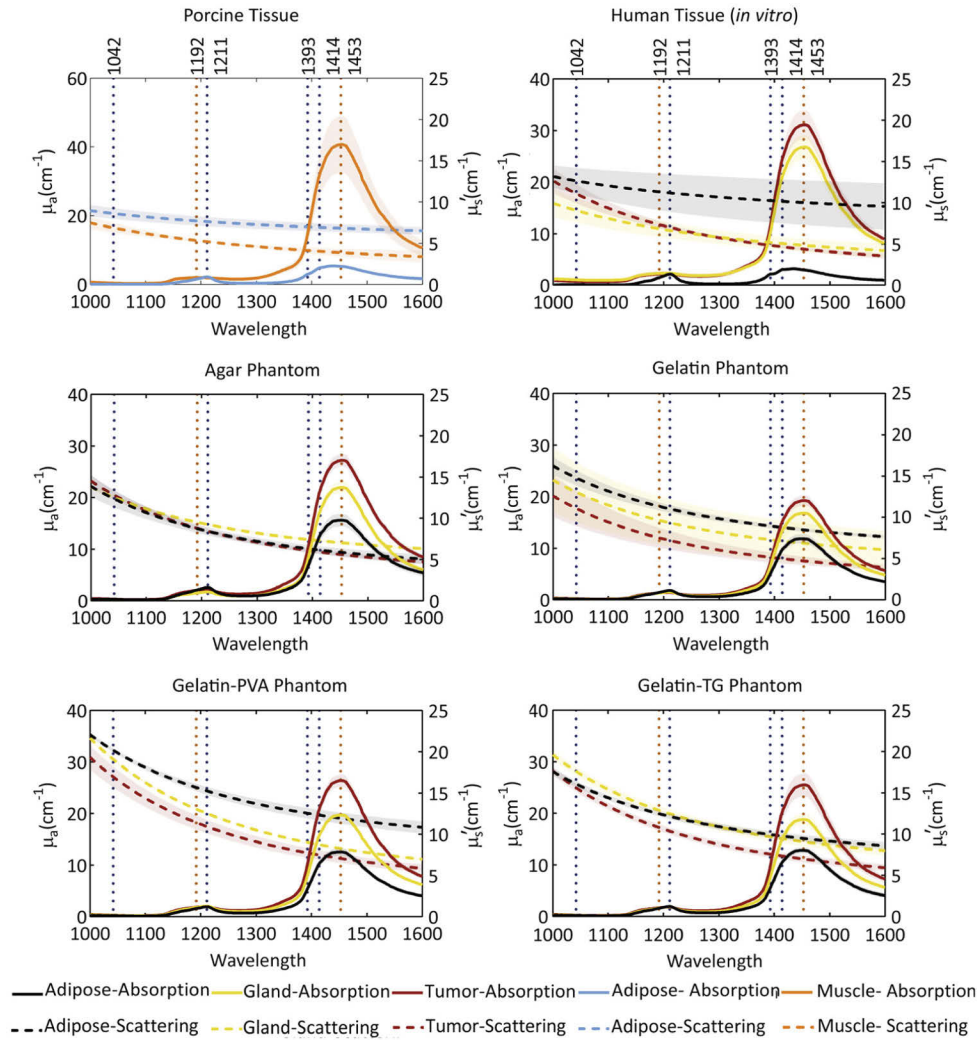 Porcine Tissue
1042
1192
1211
1393
1414
1453
60
40
20
0
μa(cm-1)
25
20
15
10
5
0
μ's(cm-1)
1000 1100 1200 1300 1400 1500 1600
Wavelength
Human Tissue (in vitro)
1042
1192
1211
1393
1414
1453
40
30
20
10
0
μa(cm-1)
25
20
15
10
5
0
μ's(cm-1)
1000 1100 1200 1300 1400 1500 1600
Wavelength
Agar Phantom
40
30
20
10
0
μa(cm-1)
25
20
15
10
5
0
μ's(cm-1)
1000 1100 1200 1300 1400 1500 1600
Wavelength
Gelatin Phantom
40
30
20
10
0
μa(cm-1)
25
20
15
10
5
0
μ's(cm-1)
1000 1100 1200 1300 1400 1500 1600
Wavelength
Gelatin-PVA Phantom
40
30
20
10
0
μa(cm-1)
25
20
15
10
5
0
μ's(cm-1)
1000 1100 1200 1300 1400 1500 1600
Wavelength
Gelatin-TG Phantom
40
30
20
10
0
μa(cm-1)
25
20
15
10
5
0
μ's(cm-1)
1000 1100 1200 1300 1400 1500 1600
Wavelength
Adipose-Absorption Gland-Absorption Tumor-Absorption Adipose- Absorption Muscle- Absorption
Adipose-Scattering Gland-Scattering Tumor-Scattering Adipose-Scattering Muscle- Scattering